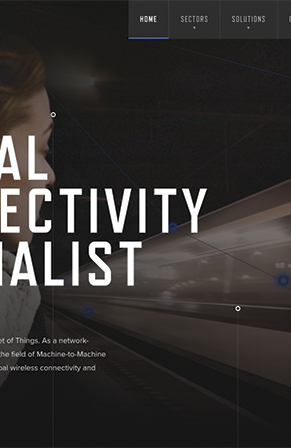 HOME SECTORS SOLUTIONS
AL
ECTIVITY
IALIST
et of Things. As a network-
the field of Machine-to-Machine
bal wireless connectivity and